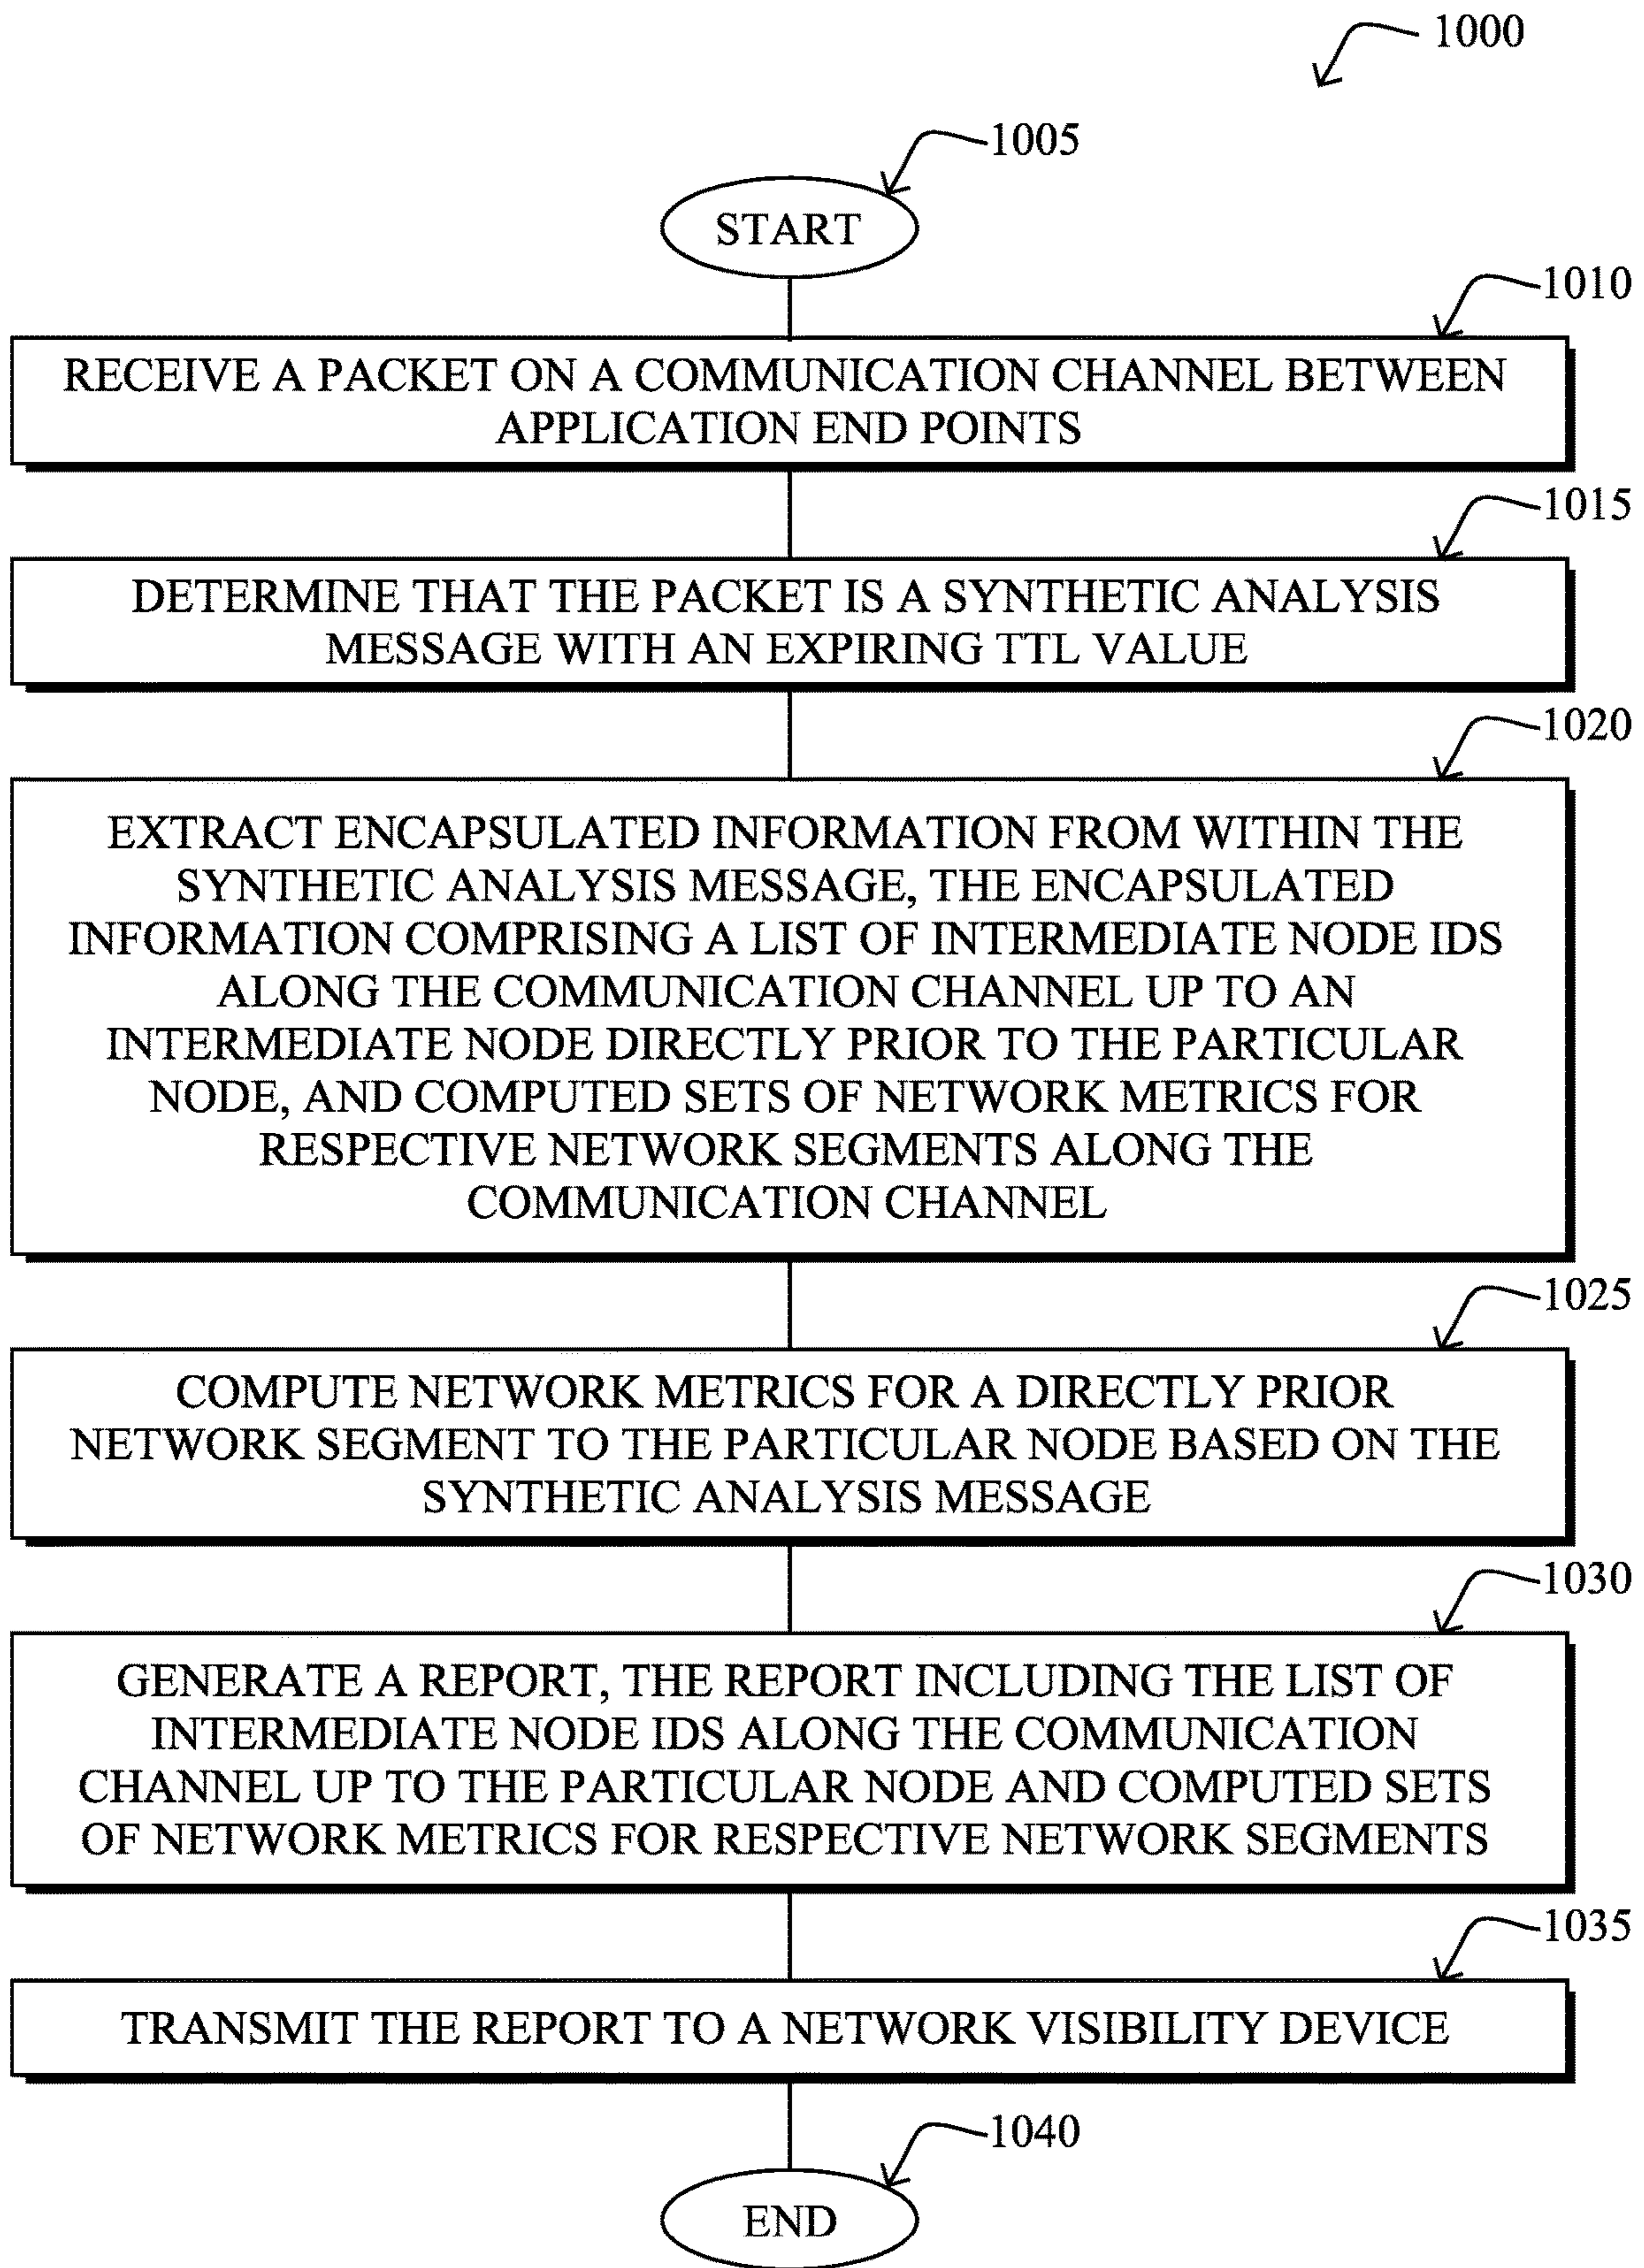 1000
1005
START
1010
RECEIVE A PACKET ON A COMMUNICATION CHANNEL BETWEEN
APPLICATION END POINTS
1015
DETERMINE THAT THE PACKET IS A SYNTHETIC ANALYSIS
MESSAGE WITH AN EXPIRING TTL VALUE
1020
EXTRACT ENCAPSULATED INFORMATION FROM WITHIN THE
SYNTHETIC ANALYSIS MESSAGE, THE ENCAPSULATED
INFORMATION COMPRISING A LIST OF INTERMEDIATE NODE IDS
ALONG THE COMMUNICATION CHANNEL UP TO AN
INTERMEDIATE NODE DIRECTLY PRIOR TO THE PARTICULAR
NODE, AND COMPUTED SETS OF NETWORK METRICS FOR
RESPECTIVE NETWORK SEGMENTS ALONG THE
COMMUNICATION CHANNEL
1025
COMPUTE NETWORK METRICS FOR A DIRECTLY PRIOR
NETWORK SEGMENT TO THE PARTICULAR NODE BASED ON THE
SYNTHETIC ANALYSIS MESSAGE
1030
GENERATE A REPORT, THE REPORT INCLUDING THE LIST OF
INTERMEDIATE NODE IDS ALONG THE COMMUNICATION
CHANNEL UP TO THE PARTICULAR NODE AND COMPUTED SETS
OF NETWORK METRICS FOR RESPECTIVE NETWORK SEGMENTS
1035
TRANSMIT THE REPORT TO A NETWORK VISIBILITY DEVICE
1040
END